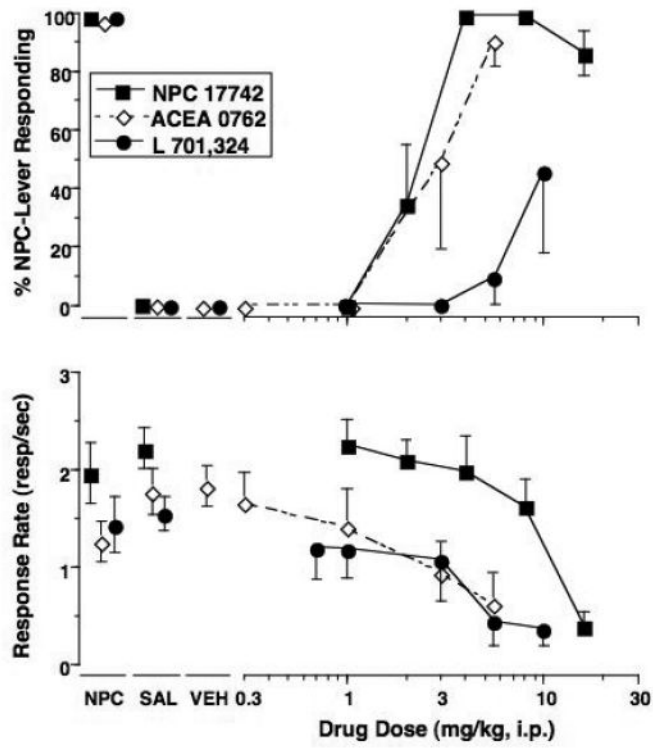 % NPC-Lever Responding
100
80
60
40
20
0
NPC 17742
ACEA 0762
L 701,324
Response Rate (resp/sec)
3
2
1
0
NPC SAL VEH 0.3 1 3 10 30
Drug Dose (mg/kg, i.p.)